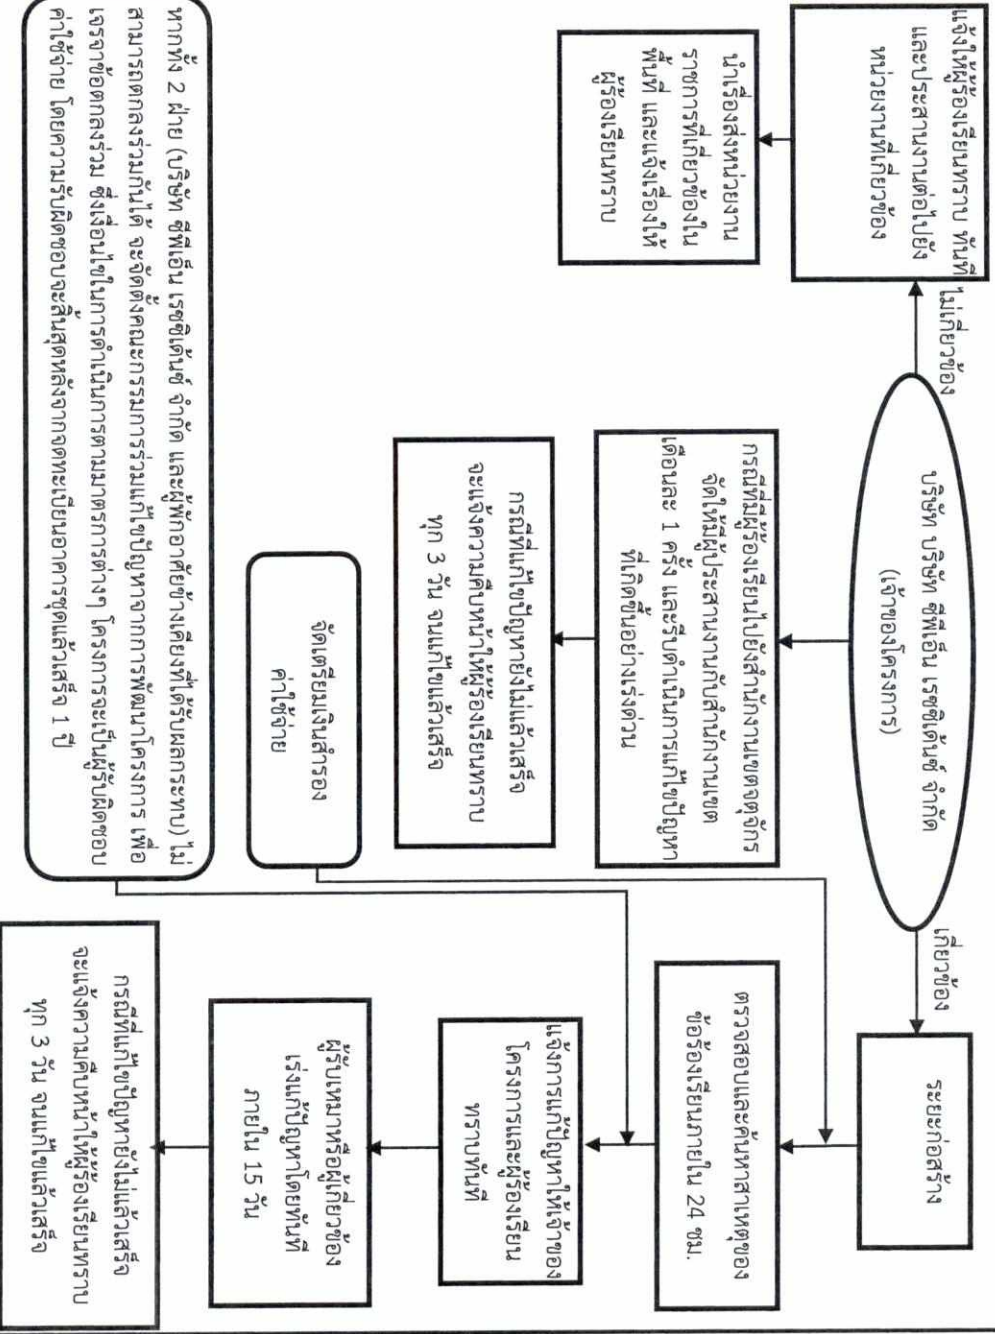 บริษัท บริษัท ซีพีเอ็น เรซซิเด้นซ์ จำกัด
(เจ้าของโครงการ)
ไม่เกี่ยวข้อง
เกี่ยวข้อง
แจ้งให้ผู้ร้องเรียนทราบ ทันที
และประสานงานต่อไปยัง
หน่วยงานที่เกี่ยวข้อง
นำเรื่องส่งหน่วยงาน
ราชการที่เกี่ยวข้องใน
พื้นที่ และแจ้งเรื่องให้
ผู้ร้องเรียนทราบ
กรณีที่มีผู้ร้องเรียนไปยังสำนักงานเขตจตุจักร
จัดให้มีผู้ประสานงานกับสำนักงานเขต
เดือนละ 1 ครั้ง และรีบดำเนินการแก้ไขปัญหา
ที่เกิดขึ้นอย่างเร่งด่วน
กรณีที่แก้ไขปัญหายังไม่แล้วเสร็จ
จะแจ้งความคืบหน้าให้ผู้ร้องเรียนทราบ
ทุก 3 วัน จนแก้ไขแล้วเสร็จ
ระยะก่อสร้าง
ตรวจสอบและค้นหาสาเหตุของ
ข้อร้องเรียนภายใน 24 ชม.
แจ้งการแก้ปัญหาให้เจ้าของ
โครงการและผู้ร้องเรียน
ทราบทันที
ผู้รับเหมาหรือผู้เกี่ยวข้อง
เร่งแก้ปัญหาโดยทันที
ภายใน 15 วัน
กรณีที่แก้ไขปัญหายังไม่แล้วเสร็จ
จะแจ้งความคืบหน้าให้ผู้ร้องเรียนทราบ
ทุก 3 วัน จนแก้ไขแล้วเสร็จ
จัดเตรียมเงินสำรอง
ค่าใช้จ่าย
หากทั้ง 2 ฝ่าย (บริษัท ซีพีเอ็น เรซซิเด้นซ์ จำกัด และผู้พักอาศัยข้างเคียงที่ได้รับผลกระทบ) ไม่
สามารถตกลงร่วมกันได้ จะจัดตั้งคณะกรรมการร่วมแก้ไขปัญหาจากการพัฒนาโครงการ เพื่อ
เจรจาข้อตกลงร่วม ซึ่งเงื่อนไขในการดำเนินการตามมาตรการต่างๆ โครงการจะเป็นผู้รับผิดชอบ
ค่าใช้จ่าย โดยความรับผิดชอบจะสิ้นสุดหลังจากจดทะเบียนอาคารชุดแล้วเสร็จ 1 ปี